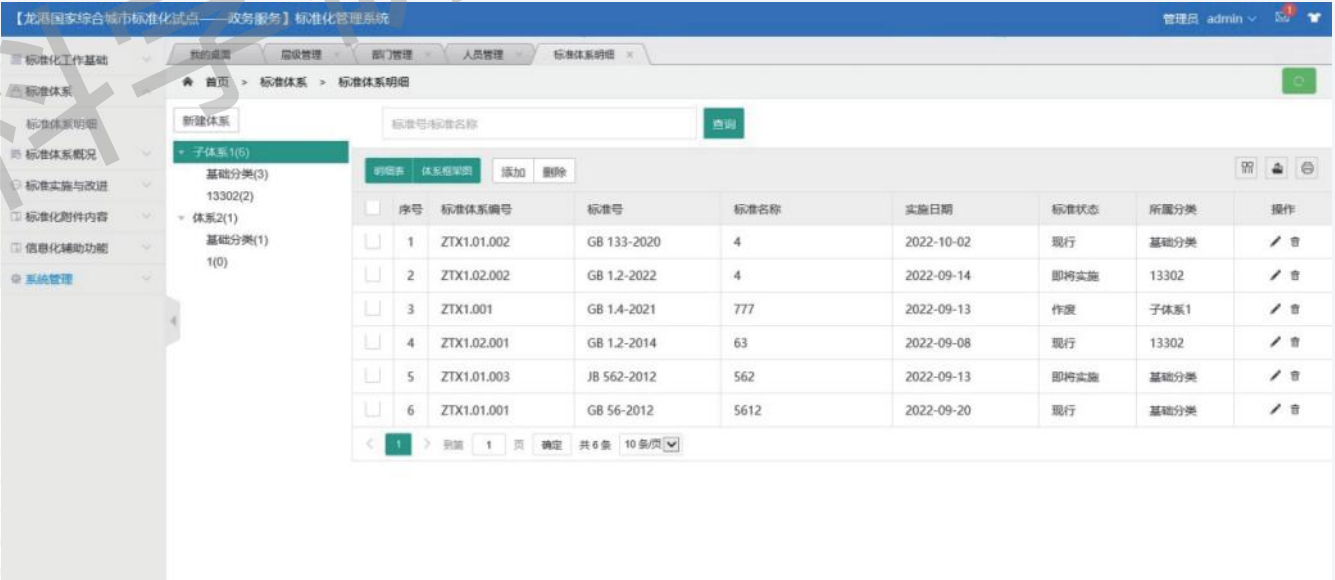 【龙港国家综合城市标准化试点——政务服务】标准化管理系统
管理员 admin
1
标准化工作基础
标准体系
标准体系明细
标准体系概况
标准实施与改进
标准化附件内容
信息化辅助功能
系统管理
我的桌面 层级管理 部门管理 人员管理 标准体系明细 ×
首页 > 标准体系 > 标准体系明细
新建体系
子体系1(6)
基础分类(3)
13302(2)
体系2(1)
基础分类(1)
1(0)
标准号/标准名称 查询
明细表 体系框架图 添加 删除
序号 标准体系编号 标准号 标准名称 实施日期 标准状态 所属分类 操作
1 ZTX1.01.002 GB 133-2020 4 2022-10-02 现行 基础分类
2 ZTX1.02.002 GB 1.2-2022 4 2022-09-14 即将实施 13302
3 ZTX1.001 GB 1.4-2021 777 2022-09-13 作废 子体系1
4 ZTX1.02.001 GB 1.2-2014 63 2022-09-08 现行 13302
5 ZTX1.01.003 JB 562-2012 562 2022-09-13 即将实施 基础分类
6 ZTX1.01.001 GB 56-2012 5612 2022-09-20 现行 基础分类
< 1 > 到第 1 页 确定 共 6 条 10 条/页